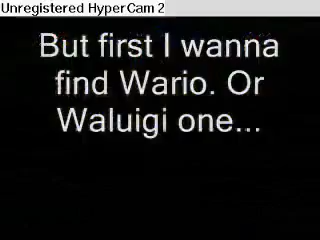 Unregistered HyperCam 2
But first I wanna
find Wario. Or
Waluigi one...